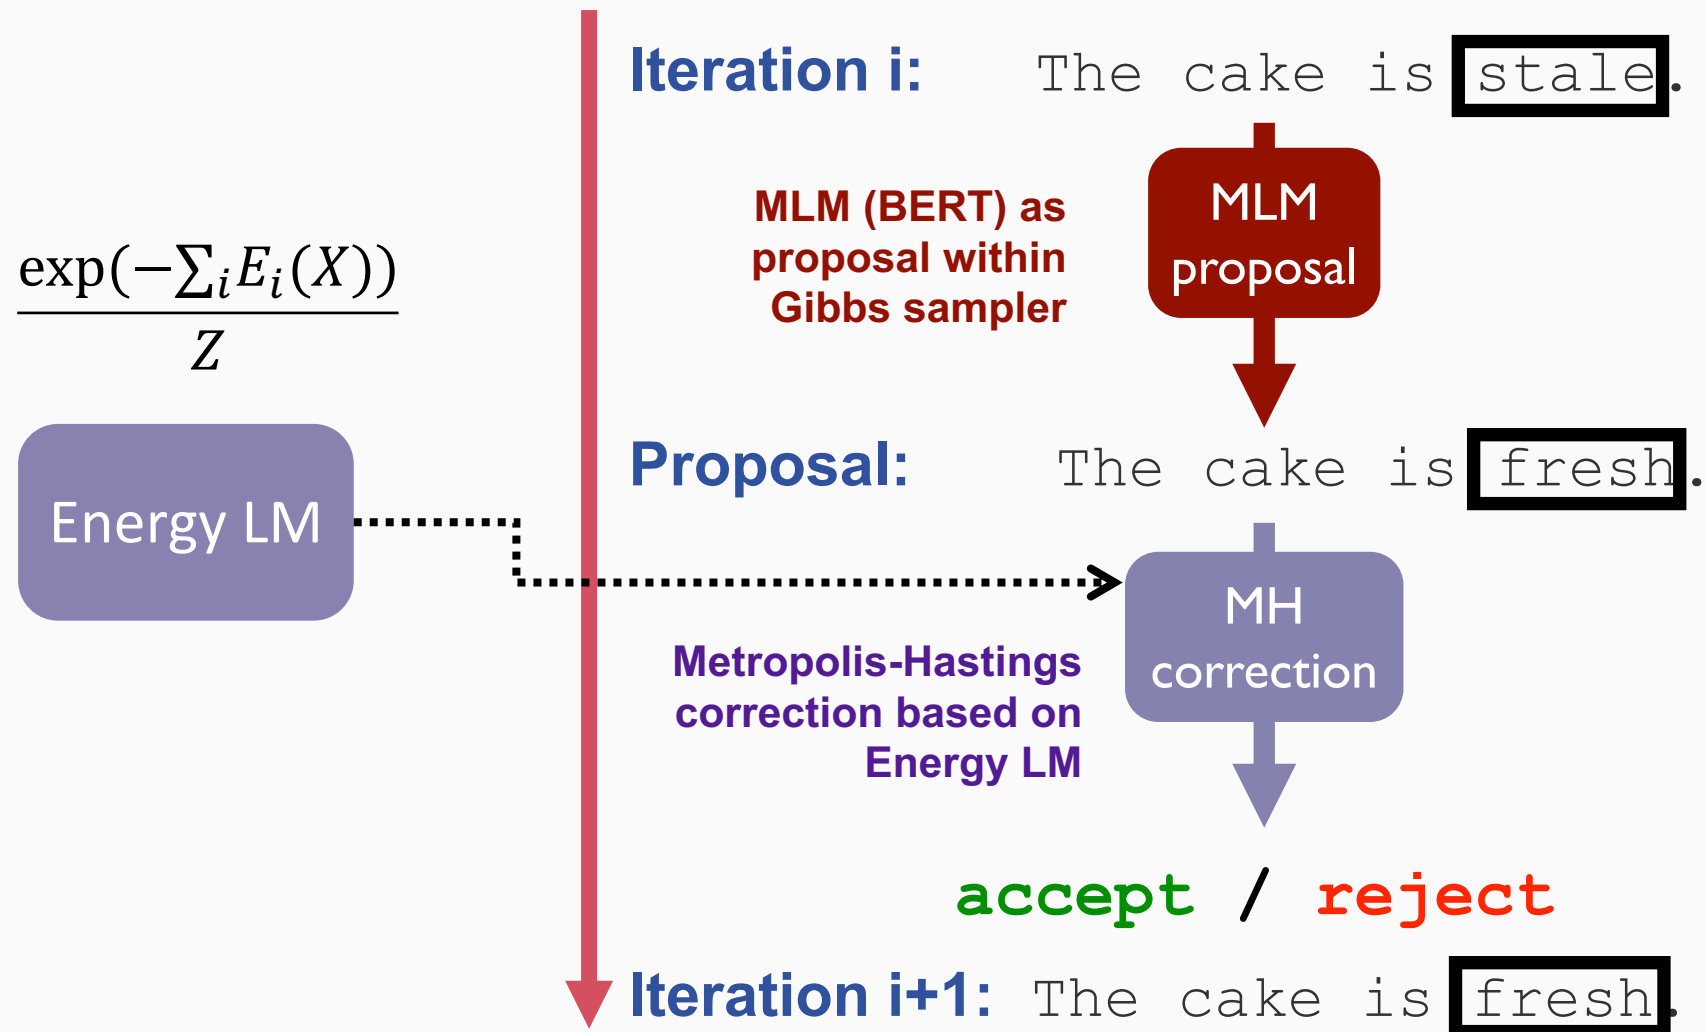 Iteration i: The cake is stale.
MLM (BERT) as
proposal within
Gibbs sampler
MLM
proposal
exp(−∑ᵢEᵢ(X))
Z
Energy LM
Proposal: The cake is fresh.
MH
correction
Metropolis-Hastings
correction based on
Energy LM
accept / reject
Iteration i+1: The cake is fresh.